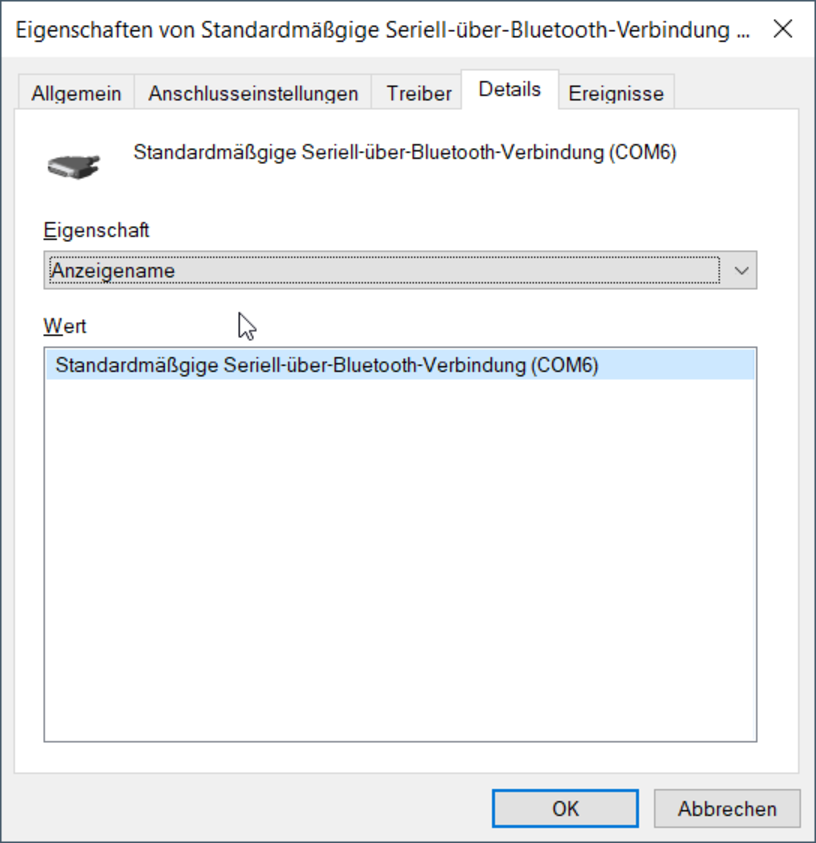 Eigenschaften von Standardmäßgige Seriell-über-Bluetooth-Verbindung ...
Allgemein Anschlusseinstellungen Treiber Details Ereignisse
Standardmäßgige Seriell-über-Bluetooth-Verbindung (COM6)
Eigenschaft
Anzeigename
Wert
Standardmäßgige Seriell-über-Bluetooth-Verbindung (COM6)
OK Abbrechen